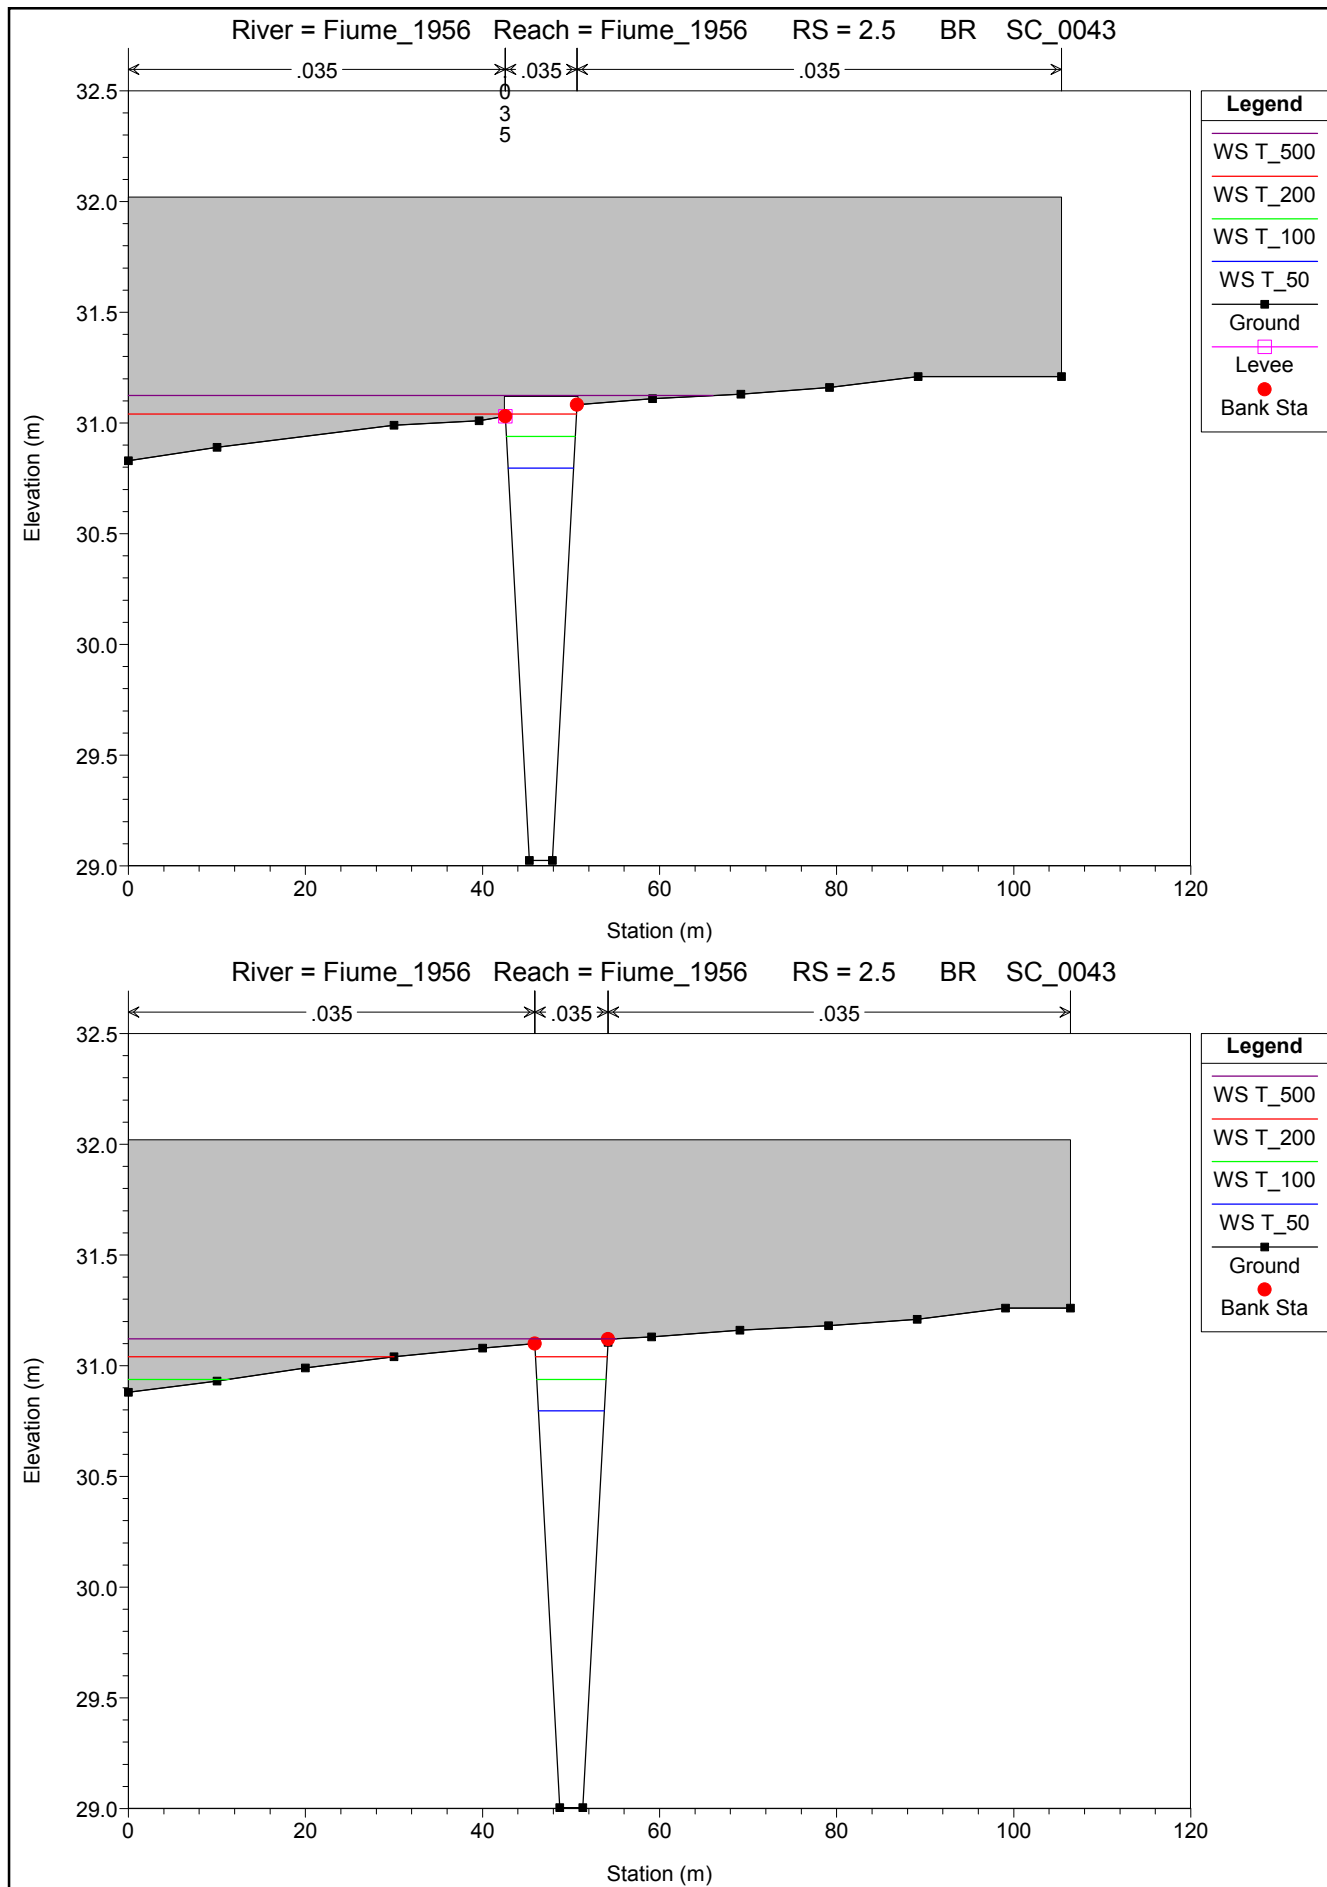 River = Fiume_1956 Reach = Fiume_1956 RS = 2.5 BR SC_0043
.035 .035 .035
.035
32.5
32.0
31.5
31.0
30.5
30.0
29.5
29.0
Elevation (m)
0 20 40 60 80 100 120
Station (m)
Legend
WS T_500
WS T_200
WS T_100
WS T_50
Ground
Levee
Bank Sta
River = Fiume_1956 Reach = Fiume_1956 RS = 2.5 BR SC_0043
.035 .035 .035
32.5
32.0
31.5
31.0
30.5
30.0
29.5
29.0
Elevation (m)
0 20 40 60 80 100 120
Station (m)
Legend
WS T_500
WS T_200
WS T_100
WS T_50
Ground
Bank Sta